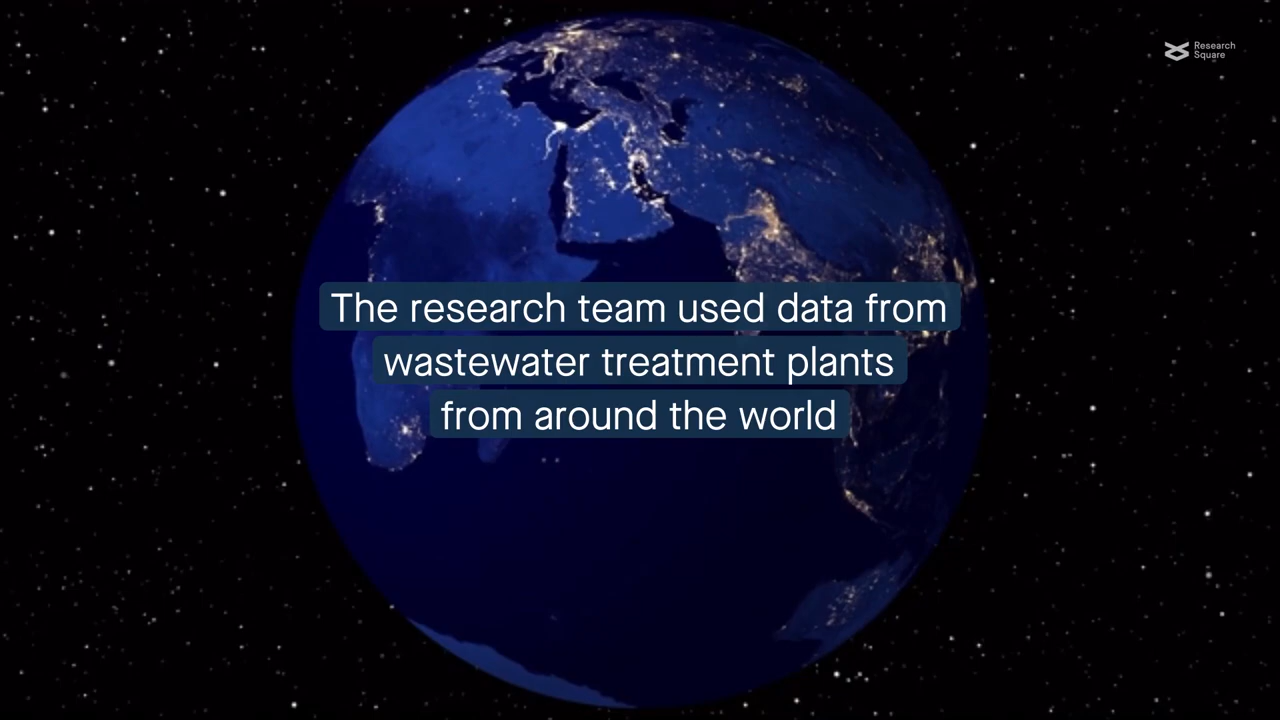 Research
Square
The research team used data from
wastewater treatment plants
from around the world